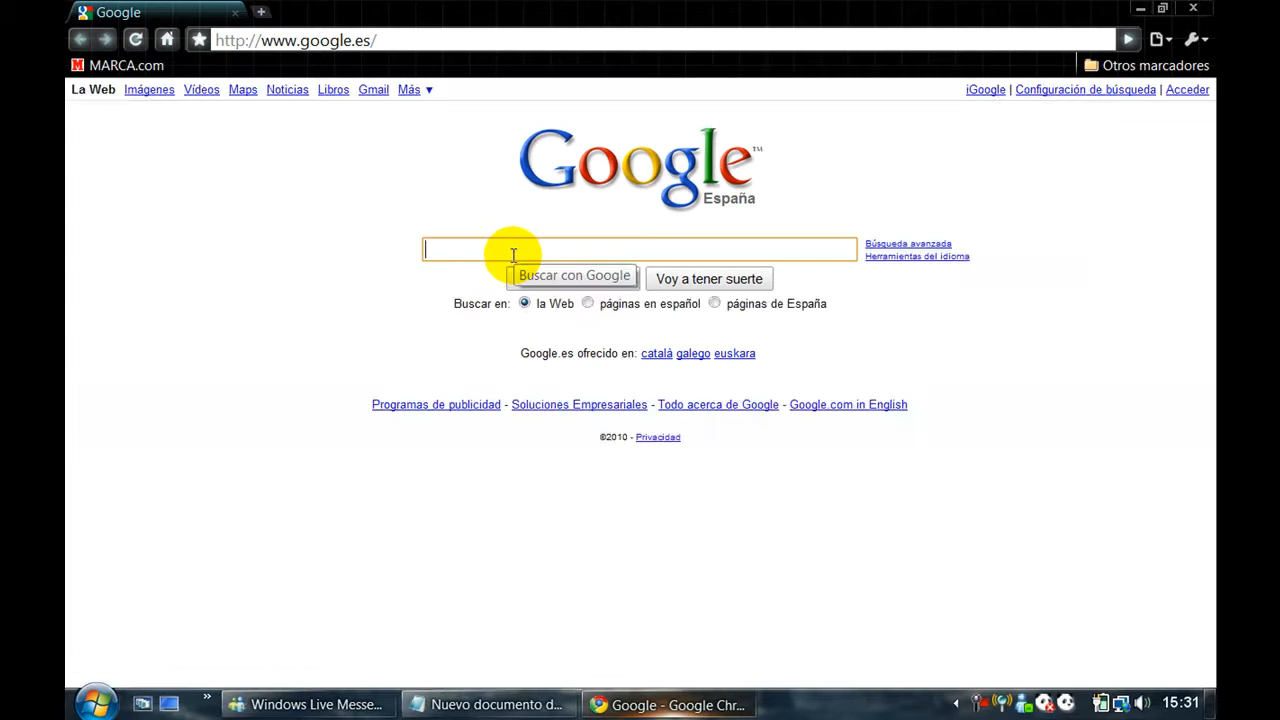 Google
http://www.google.es/
MARCA.com
Otros marcadores
La Web Imágenes Vídeos Maps Noticias Libros Gmail Más ▼
iGoogle | Configuración de búsqueda | Acceder
Google™
España
Búsqueda avanzada
Herramientas del idioma
Buscar con Google
Voy a tener suerte
Buscar en: la Web páginas en español páginas de España
Google.es ofrecido en: català galego euskara
Programas de publicidad - Soluciones Empresariales - Todo acerca de Google - Google.com in English
©2010 - Privacidad
Windows Live Messe...
Nuevo documento d...
Google - Google Chr...
15:31